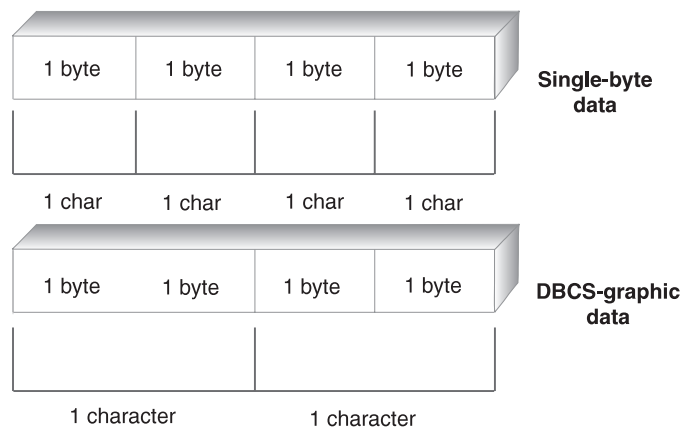 1 byte 1 byte 1 byte 1 byte
Single-byte
data
1 char 1 char 1 char 1 char
1 byte 1 byte 1 byte 1 byte
DBCS-graphic
data
1 character 1 character